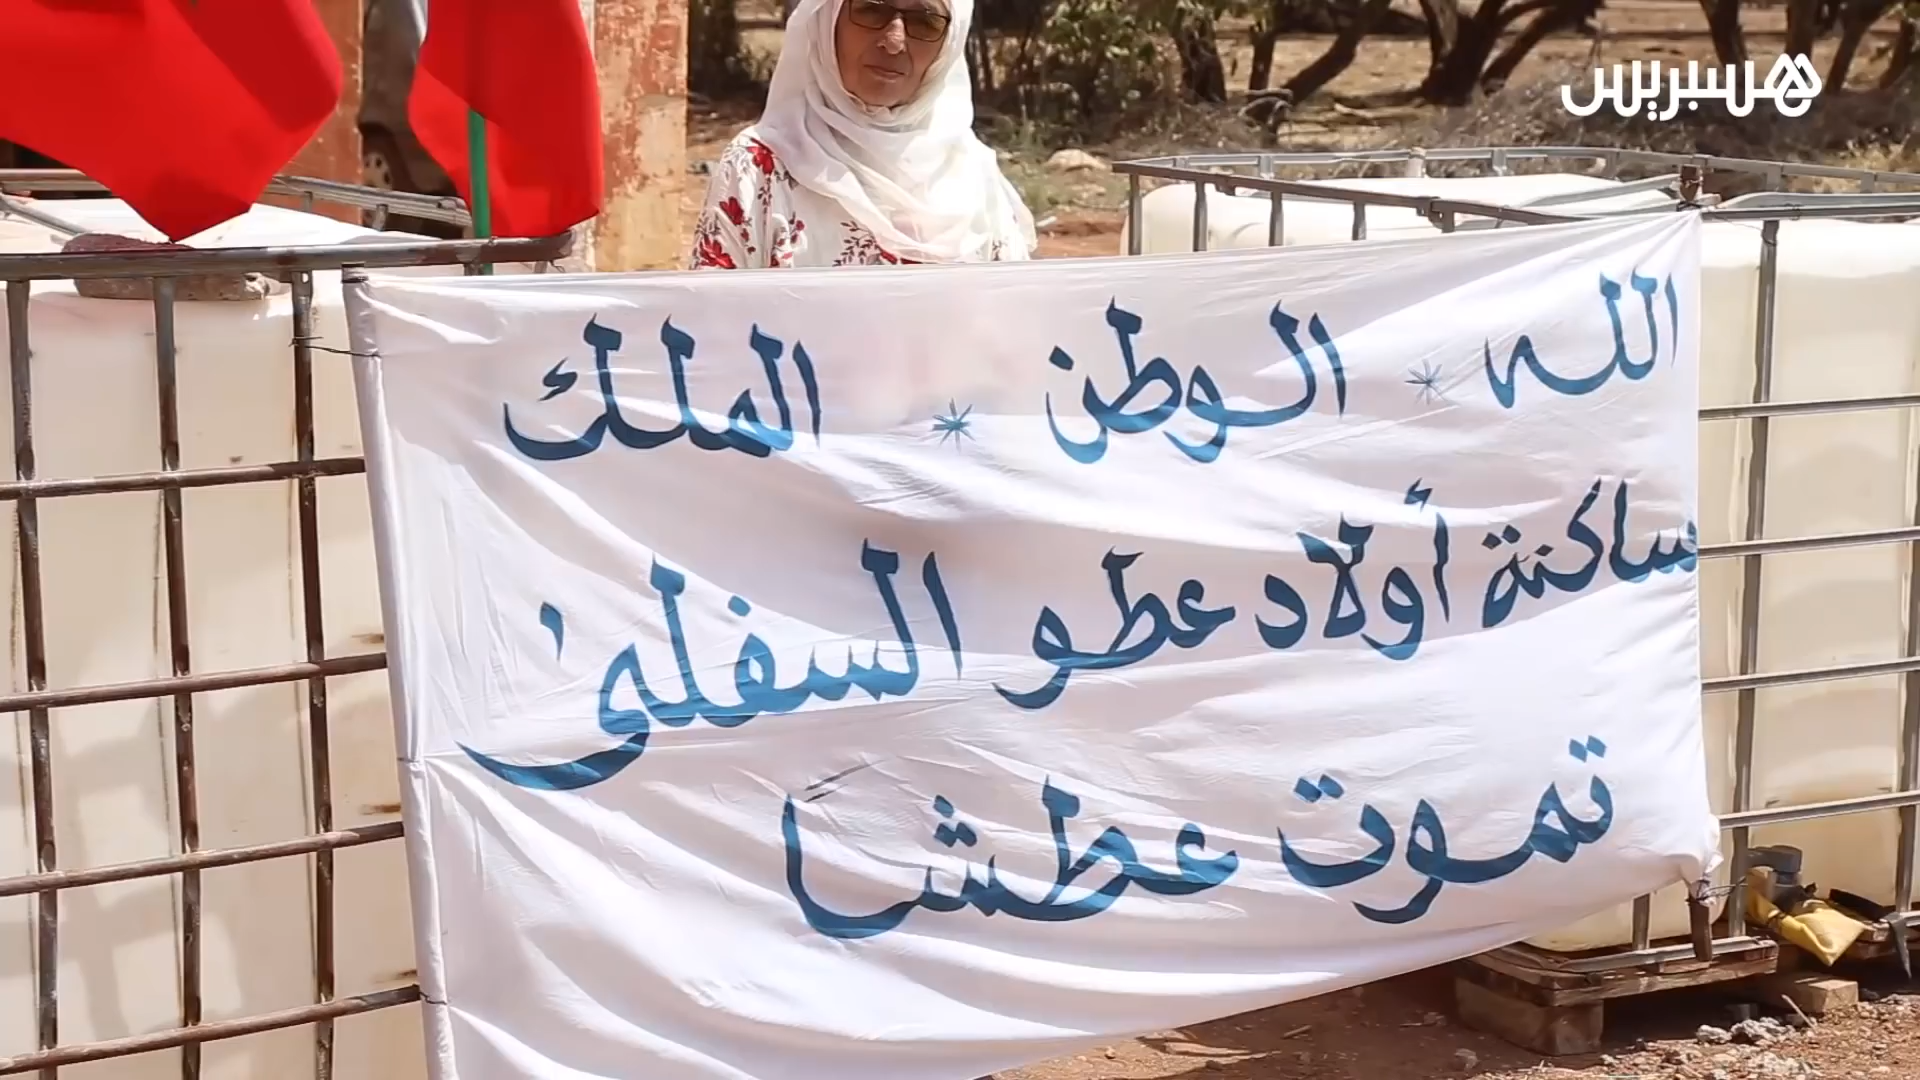 هسبريس
الله * الوطن * الملك
ساكنة أولاد عطو السفلى
تموت عطشاً